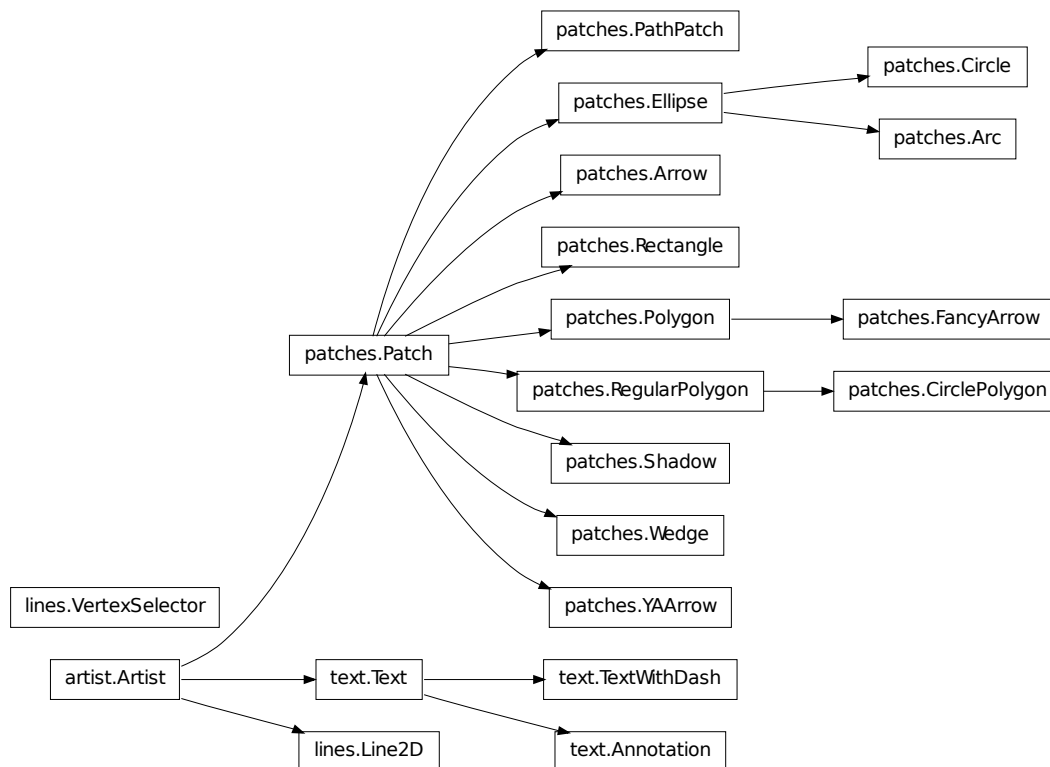 patches.PathPatch
patches.Circle
patches.Ellipse
patches.Arc
patches.Arrow
patches.Rectangle
patches.Polygon
patches.FancyArrow
patches.Patch
patches.RegularPolygon
patches.CirclePolygon
patches.Shadow
patches.Wedge
lines.VertexSelector
patches.YAArrow
artist.Artist
text.Text
text.TextWithDash
lines.Line2D
text.Annotation